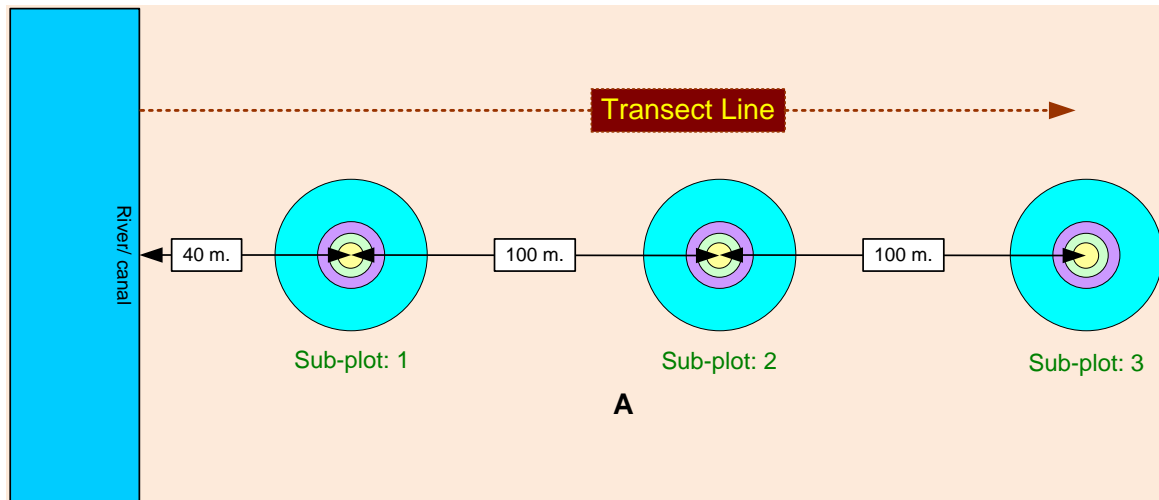 Transect Line
River/ canal
40 m.
100 m.
100 m.
Sub-plot: 1
Sub-plot: 2
Sub-plot: 3
A